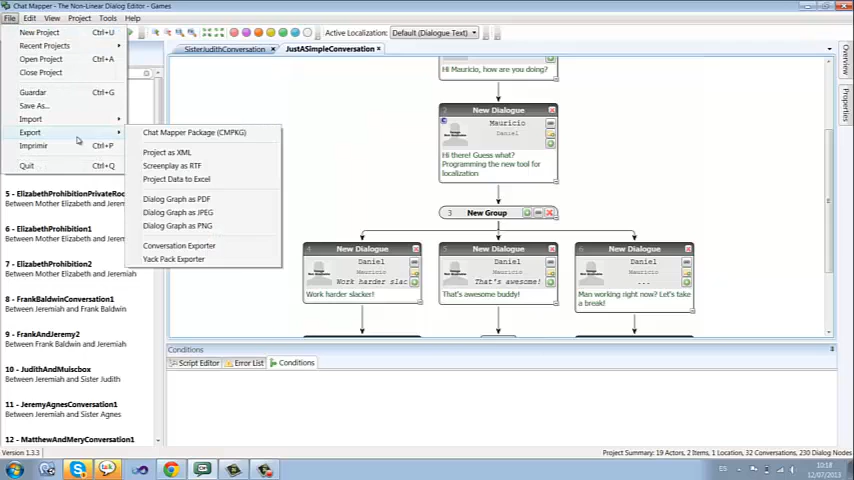 Chat Mapper - The Non-Linear Dialog Editor - Games
File Edit View Project Tools Help
New Project Ctrl+U
Recent Projects
Open Project Ctrl+A
Close Project
Guardar Ctrl+G
Save As..
Import
Export
Imprimir Ctrl+P
Quit Ctrl+Q
Chat Mapper Package (CMPKG)
Project as XML
Screenplay as RTF
Project Data to Excel
Dialog Graph as PDF
Dialog Graph as JPEG
Dialog Graph as PNG
Conversation Exporter
Yack Pack Exporter
Active Localization: Default (Dialogue Text)
SisterJudithConversation
JustASimpleConversation
Overview
Properties
Hi Mauricio, how are you doing?
2 New Dialogue
Mauricio
Daniel
Hi there! Guess what?
Programming the new tool for
localization
3 New Group
4 New Dialogue
Daniel
Mauricio
Work harder slac
Work harder slacker!
5 New Dialogue
Daniel
Mauricio
That's awesome!
That's awesome buddy!
6 New Dialogue
Daniel
Mauricio
...
Man working right now? Let's take
a break!
5 - ElizabethProhibitionPrivateRoo
Between Mother Elizabeth and Jeremiah
6 - ElizabethProhibition1
Between Mother Elizabeth and Jeremiah
7 - ElizabethProhibition2
Between Mother Elizabeth and Jeremiah
8 - FrankBaldwinConversation1
Between Jeremiah and Frank Baldwin
9 - FrankAndJeremy2
Between Frank Baldwin and Jeremiah
10 - JudithAndMuiscbox
Between Jeremiah and Sister Judith
11 - JeremyAgnesConversation1
Between Jeremiah and Sister Agnes
12 - MatthewAndMeryConversation1
Conditions
Script Editor Error List Conditions
Version 1.3.3
Project Summary: 19 Actors, 2 Items, 1 Location, 32 Conversations, 230 Dialog Nodes
ES
10:18
12/07/2013